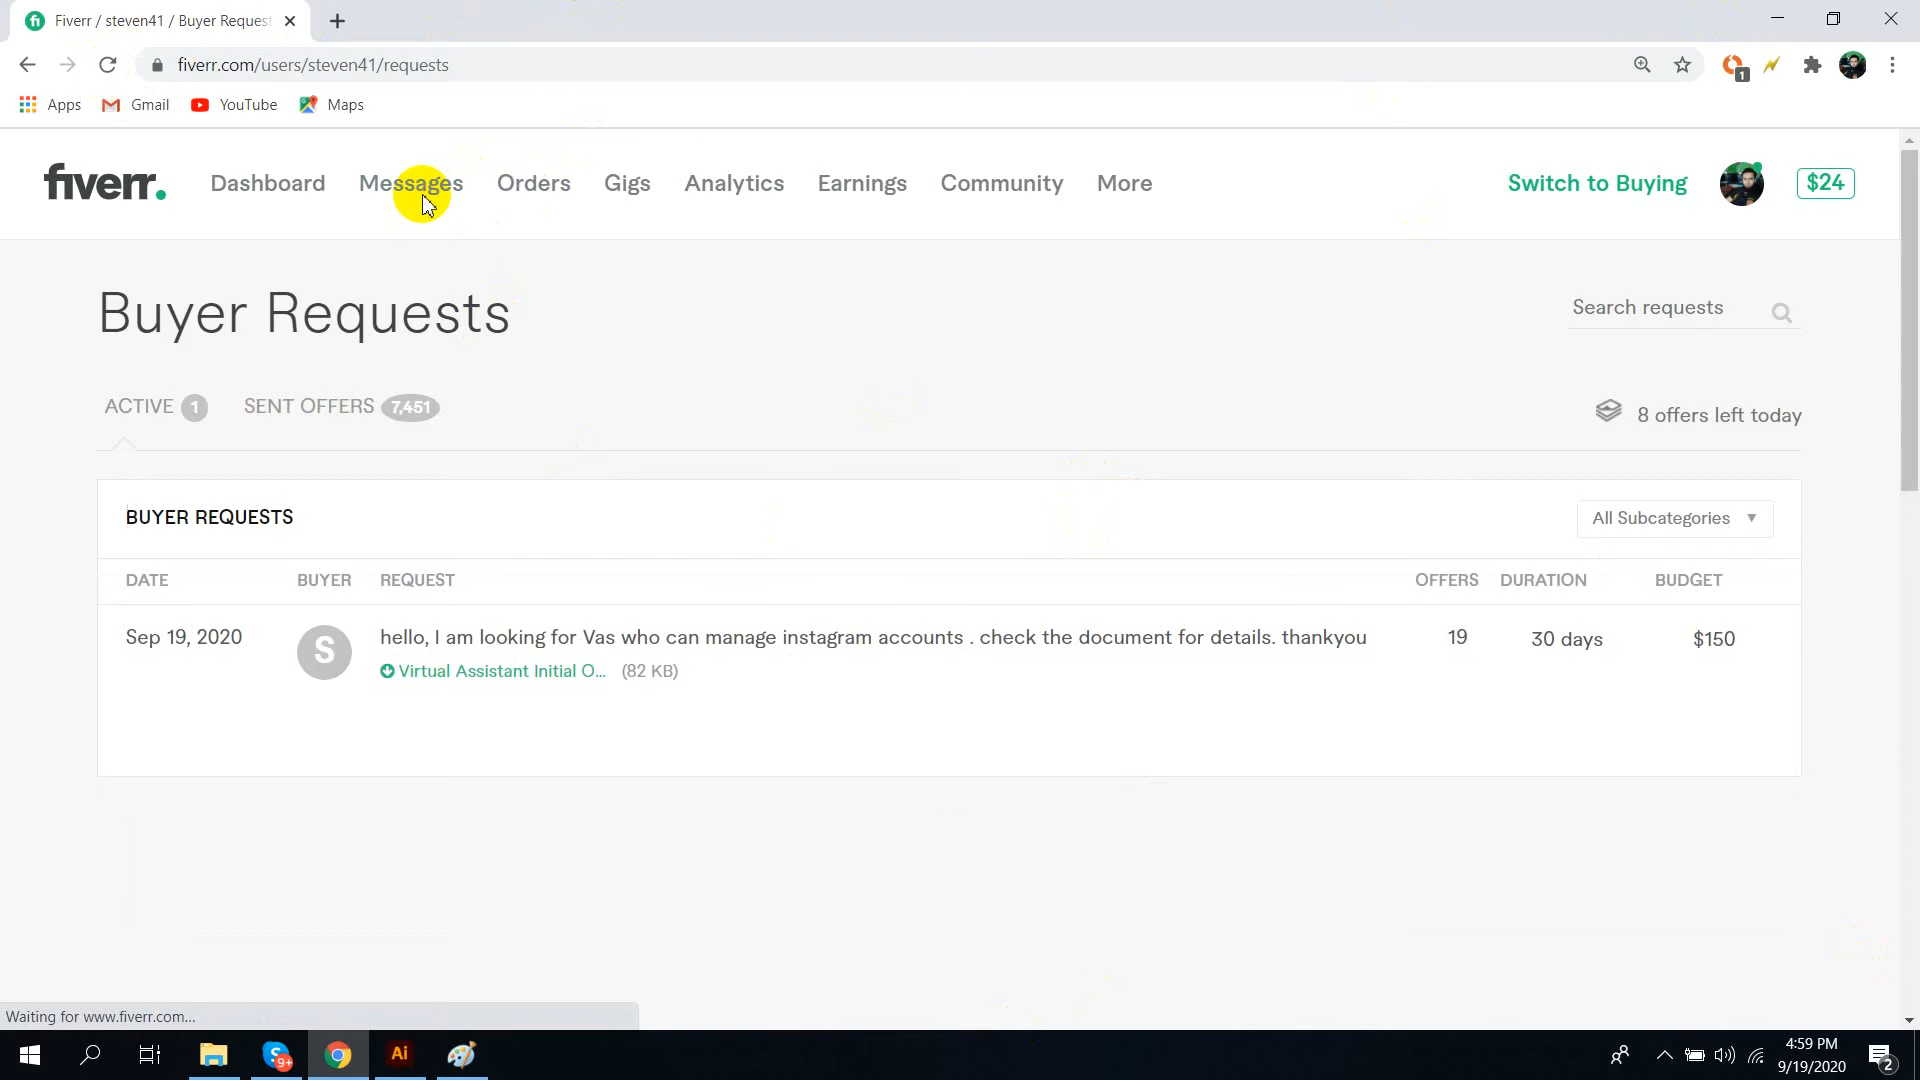 Fiverr / steven41 / Buyer Reques
fiverr.com/users/steven41/requests
1
Apps Gmail YouTube Maps
fiverr. Dashboard Messages Orders Gigs Analytics Earnings Community More Switch to Buying $24
Buyer Requests
Search requests
ACTIVE 1 SENT OFFERS 7,451
8 offers left today
BUYER REQUESTS
All Subcategories
DATE BUYER REQUEST OFFERS DURATION BUDGET
Sep 19, 2020 S hello, I am looking for Vas who can manage instagram accounts . check the document for details. thankyou 19 30 days $150
Virtual Assistant Initial O... (82 KB)
Waiting for www.fiverr.com...
S 9+ Ai
4:59 PM
9/19/2020
2